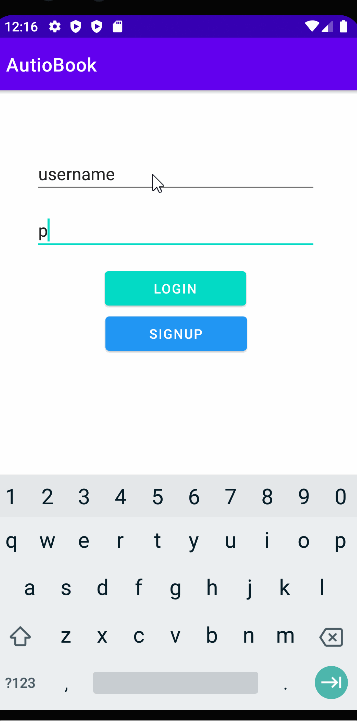 12:16
AutioBook
username
p
LOGIN
SIGNUP
1 2 3 4 5 6 7 8 9 0
q w e r t y u i o p
a s d f g h j k l
z x c v b n m
?123 , .